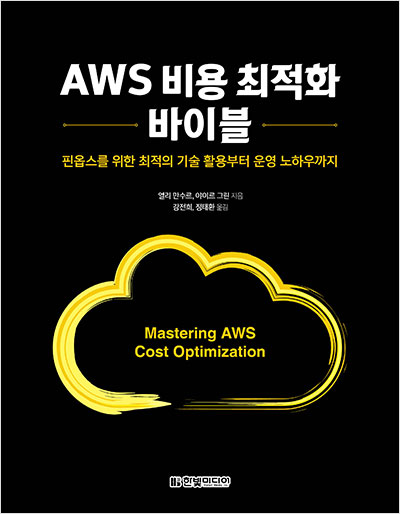 AWS 비용 최적화
바이블
핀옵스를 위한 최적의 기술 활용부터 운영 노하우까지
엘리 만수르, 야이르 그린 지음
강전희, 정태환 옮김
Mastering AWS
Cost Optimization
한빛미디어